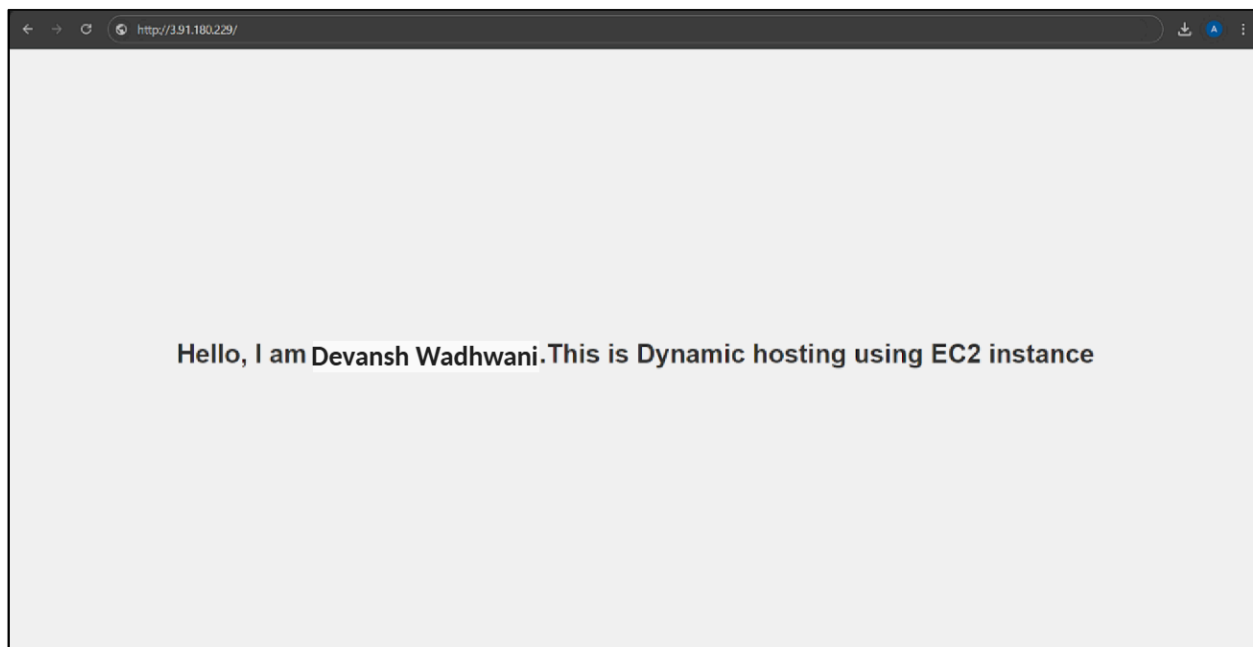 http://3.91.180.229/
A
Hello, I am Devansh Wadhwani.This is Dynamic hosting using EC2 instance